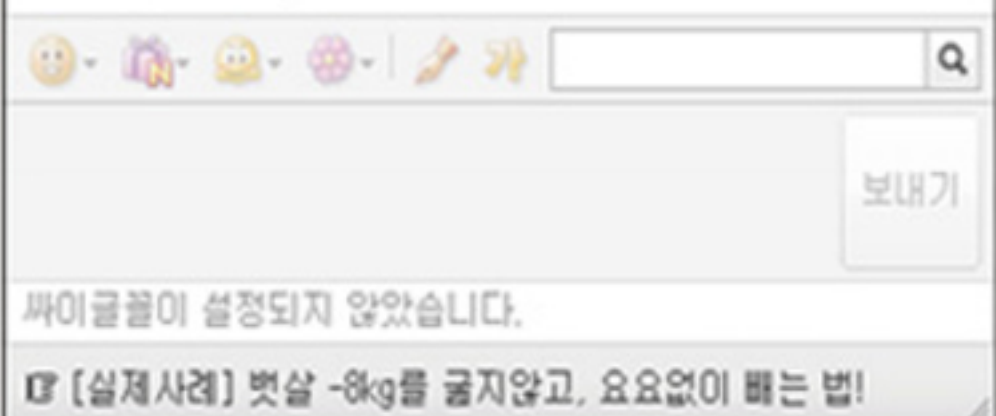 보내기
싸이글꼴이 설정되지 않았습니다.
☞ [실제사례] 뱃살 -8kg를 굶지않고, 요요없이 빼는 법!